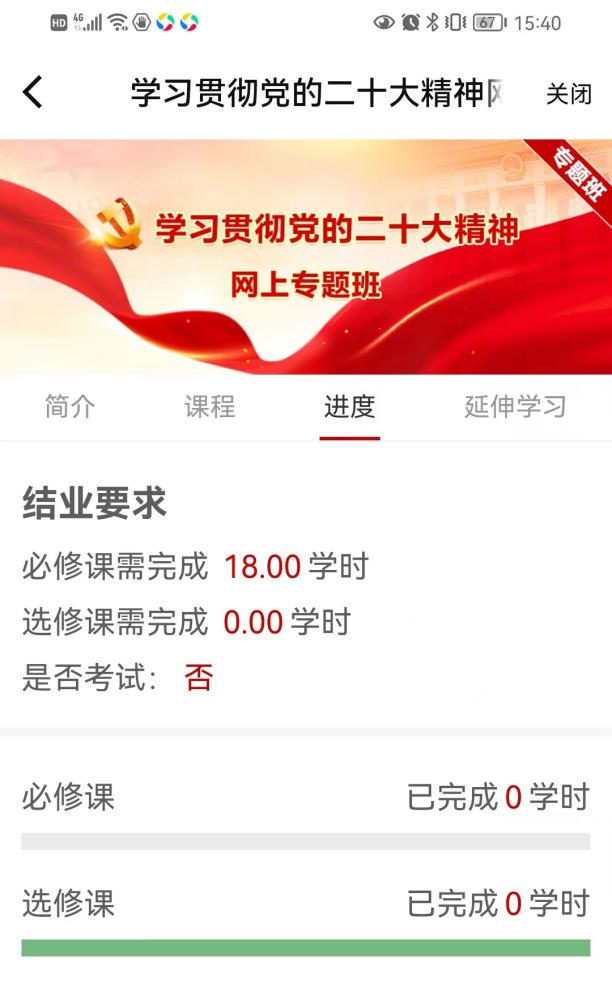 HD 4G 67 15:40
学习贯彻党的二十大精神 关闭
专题班
学习贯彻党的二十大精神
网上专题班
简介 课程 进度 延伸学习
结业要求
必修课需完成 18.00 学时
选修课需完成 0.00 学时
是否考试： 否
必修课 已完成 0 学时
选修课 已完成 0 学时